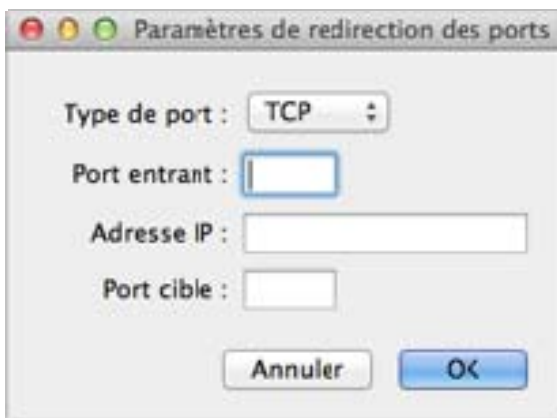 Paramètres de redirection des ports
Type de port : TCP
Port entrant :
Adresse IP :
Port cible :
Annuler OK